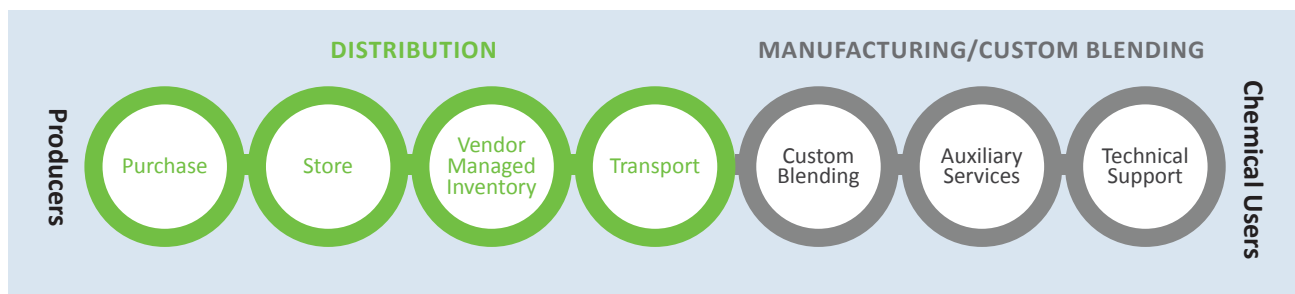 DISTRIBUTION
MANUFACTURING/CUSTOM BLENDING
Producers
Purchase
Store
Vendor
Managed
Inventory
Transport
Custom
Blending
Auxiliary
Services
Technical
Support
Chemical Users